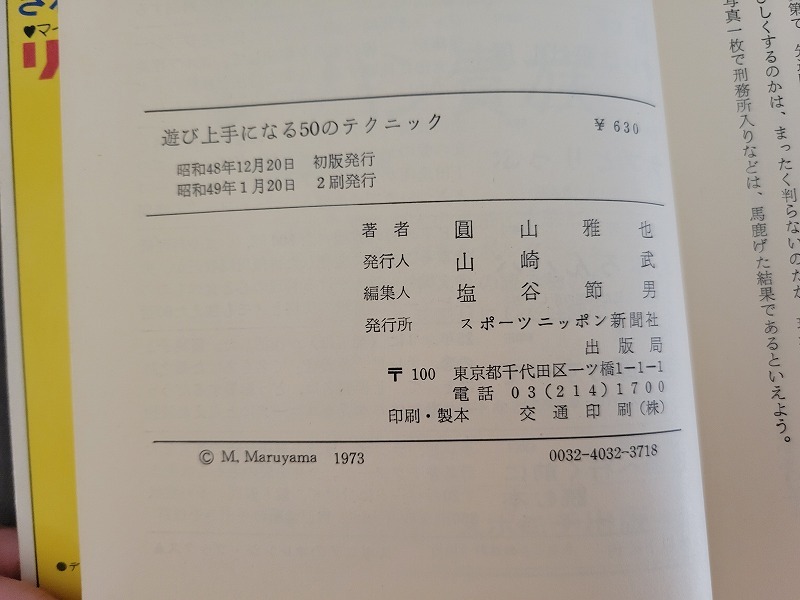 遊び上手になる50のテクニック ￥630
昭和48年12月20日 初版発行
昭和49年1月20日 2刷発行
著者 圓山雅也
発行人 山崎武
編集人 塩谷節男
発行所 スポーツニッポン新聞社
出版局
〒100 東京都千代田区一ツ橋1-1-1
電話 03(214)1700
印刷・製本 交通印刷(株)
© M. Maruyama 1973 0032-4032-3718
しくするのかは、まったく判らないのだが
写真一枚で刑務所入りなどは、馬鹿げた結果であるといえよう。